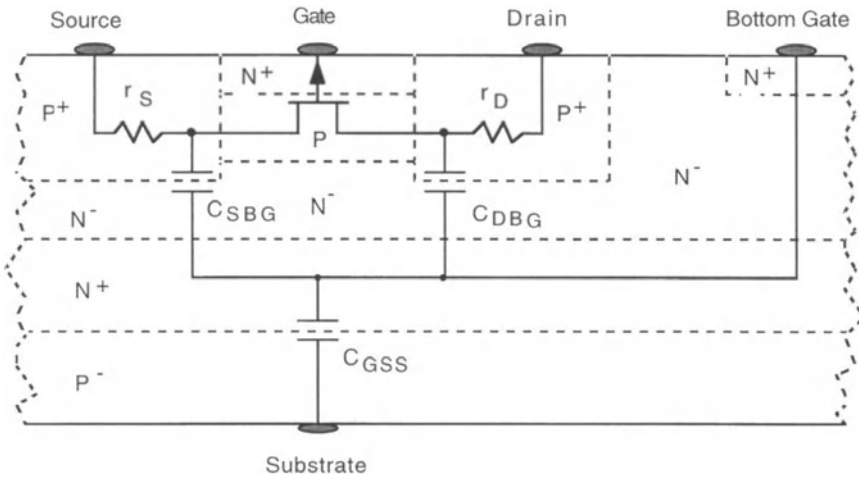 Source
Gate
Drain
Bottom Gate
N+
N+
r S
r D
P+
P+
P
N-
C SBG
N-
C DBG
N-
N+
C GSS
P-
Substrate